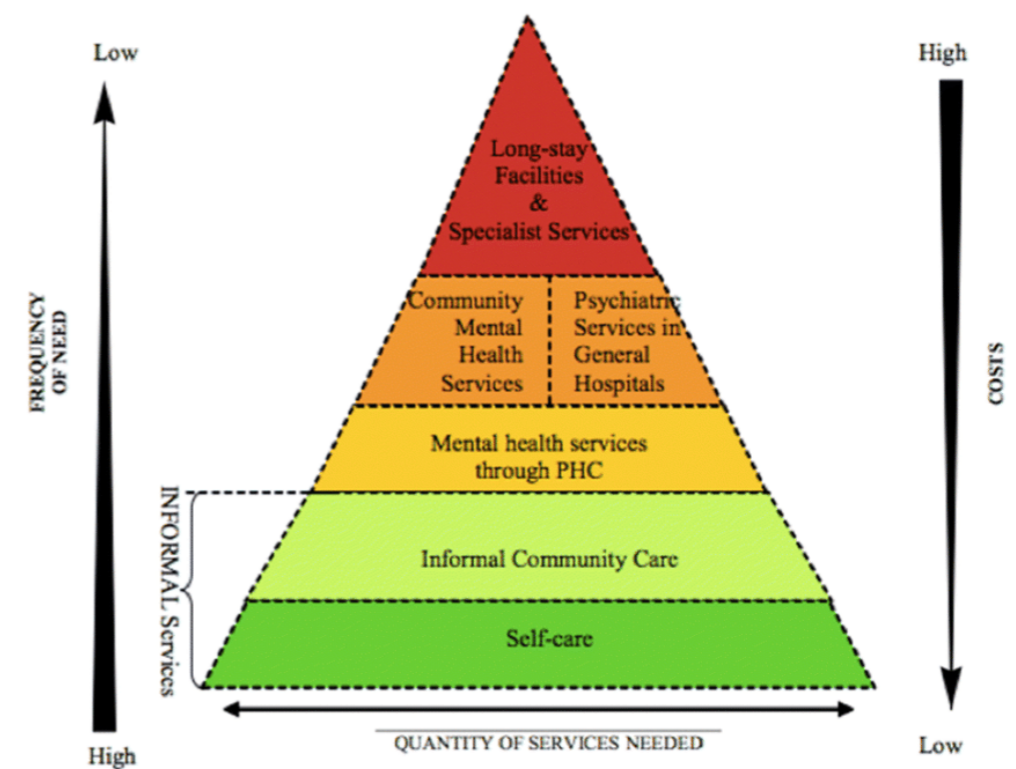 Low
High
Long-stay
Facilities
&
Specialist Services
Community
Mental
Health
Services
Psychiatric
Services in
General
Hospitals
FREQUENCY
OF NEED
COSTS
Mental health services
through PHC
INFORMAL Services
Informal Community Care
Self-care
QUANTITY OF SERVICES NEEDED
High
Low